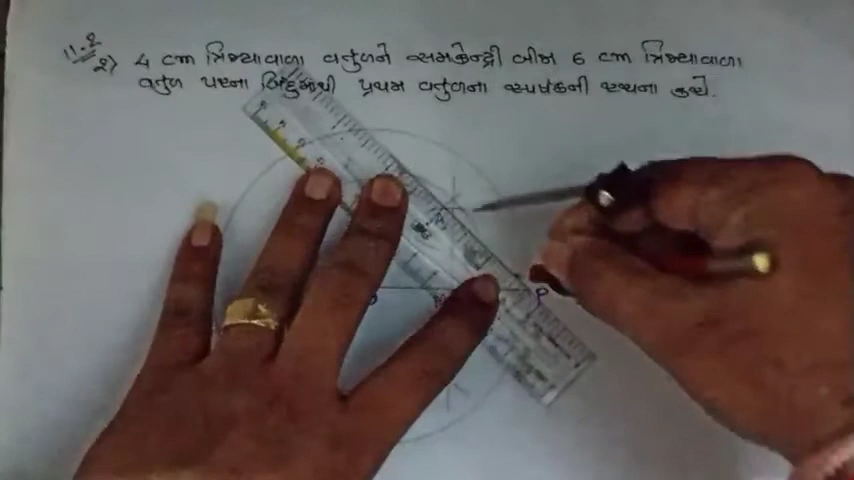 11.2
2) 4 cm ત્રિજ્યાવાળા વર્તુળને સમકેન્દ્રી બીજા 6 cm ત્રિજ્યાવાળા
વર્તુળ પરના બિંદુમાંથી પ્રથમ વર્તુળના સ્પર્શકની રચના કરો.
P